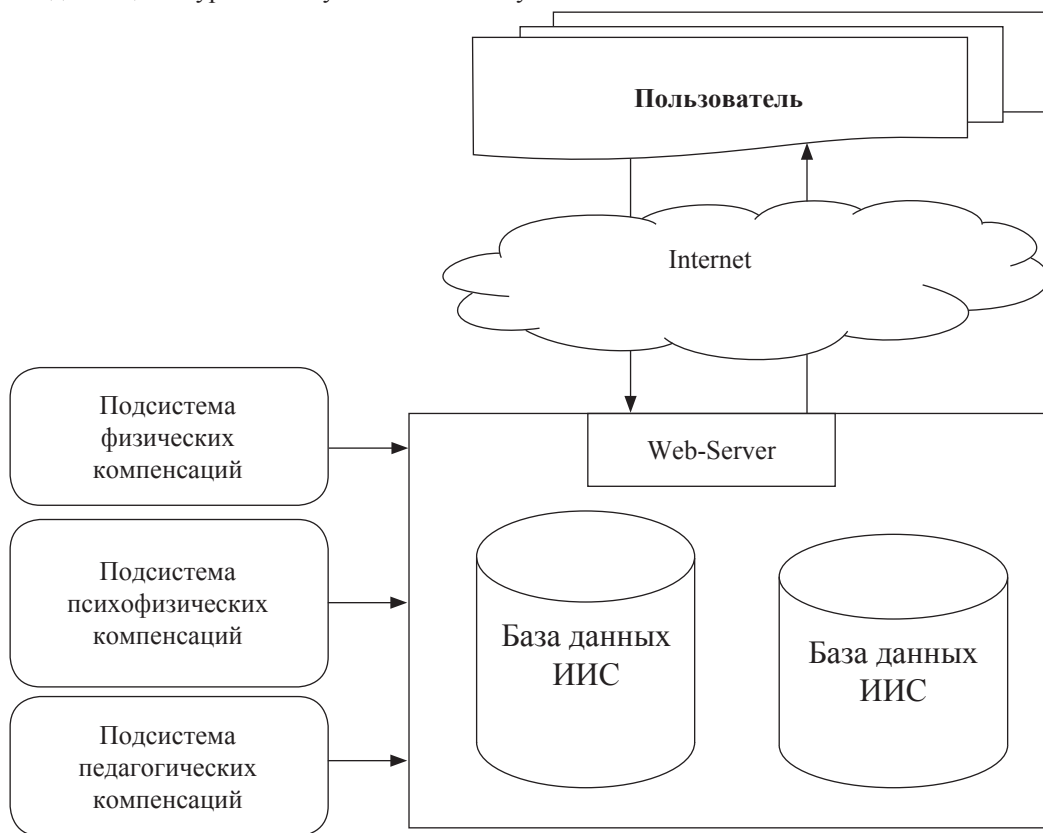 Пользователь
Internet
Подсистема
физических
компенсаций
Web-Server
Подсистема
психофизических
компенсаций
База данных
ИИС
База данных
ИИС
Подсистема
педагогических
компенсаций